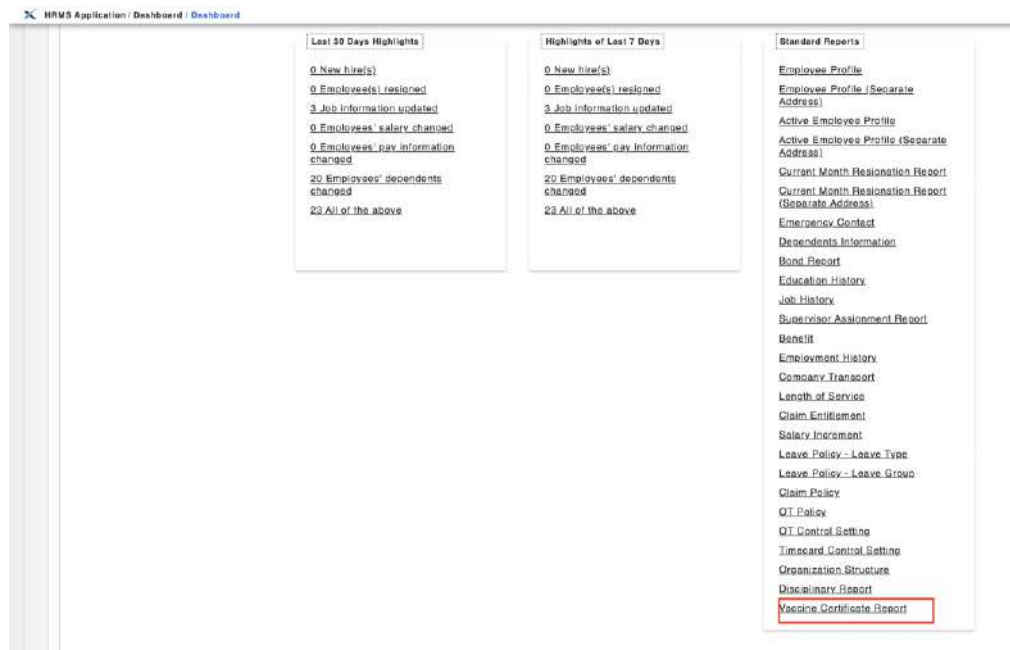 HRMS Application / Dashboard / Dashboard
Last 30 Days Highlights
0 New hire(s)
0 Employee(s) resigned
3 Job information updated
0 Employees' salary changed
0 Employees' pay information
changed
20 Employees' dependents
changed
23 All of the above
Highlights of Last 7 Days
0 New hire(s)
0 Employee(s) resigned
3 Job information updated
0 Employees' salary changed
0 Employees' pay information
changed
20 Employees' dependents
changed
23 All of the above
Standard Reports
Employee Profile
Employee Profile (Separate
Address)
Active Employee Profile
Active Employee Profile (Separate
Address)
Current Month Resignation Report
Current Month Resignation Report
(Separate Address)
Emergency Contact
Dependents Information
Bond Report
Education History
Job History
Supervisor Assignment Report
Benefit
Employment History
Company Transport
Length of Service
Claim Entitlement
Salary Increment
Leave Policy - Leave Type
Leave Policy - Leave Group
Claim Policy
OT Policy
OT Control Setting
Timecard Control Setting
Organization Structure
Disciplinary Report
Vaccine Certificate Report